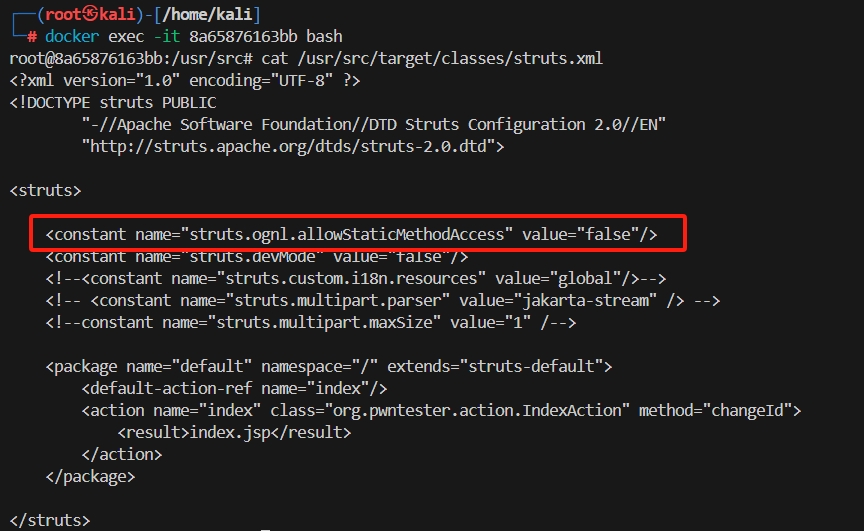 ┌──(root㉿kali)-[/home/kali]
└─# docker exec -it 8a65876163bb bash
root@8a65876163bb:/usr/src# cat /usr/src/target/classes/struts.xml
<?xml version="1.0" encoding="UTF-8" ?>
<!DOCTYPE struts PUBLIC
        "-//Apache Software Foundation//DTD Struts Configuration 2.0//EN"
        "http://struts.apache.org/dtds/struts-2.0.dtd">

<struts>

    <constant name="struts.ognl.allowStaticMethodAccess" value="false"/>
    <constant name="struts.devMode" value="false"/>
    <!--<constant name="struts.custom.i18n.resources" value="global"/>-->
    <!-- <constant name="struts.multipart.parser" value="jakarta-stream" /> -->
    <!--constant name="struts.multipart.maxSize" value="1" /-->

    <package name="default" namespace="/" extends="struts-default">
        <default-action-ref name="index"/>
        <action name="index" class="org.pwntester.action.IndexAction" method="changeId">
            <result>index.jsp</result>
        </action>
    </package>

</struts>